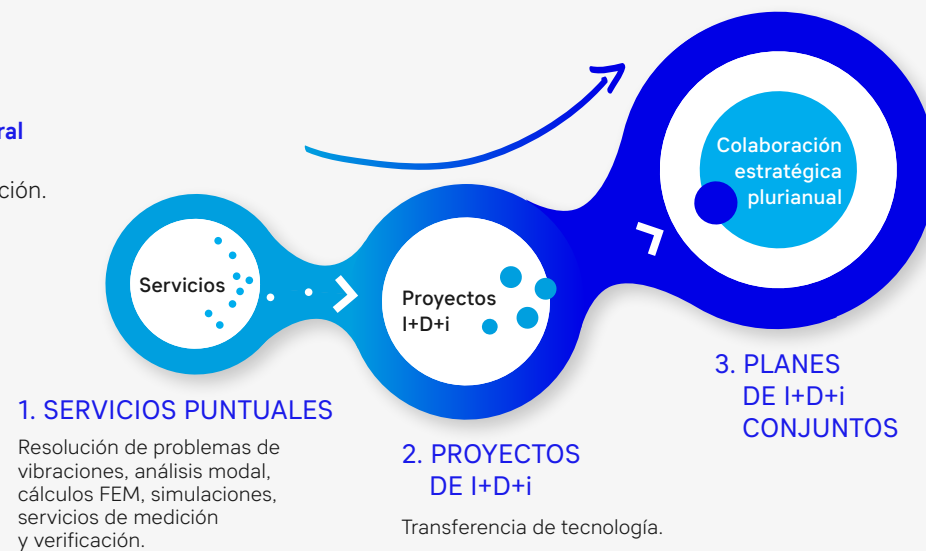 ral
ción.
Servicios
Proyectos
I+D+i
Colaboración
estratégica
plurianual
1. SERVICIOS PUNTUALES
Resolución de problemas de
vibraciones, análisis modal,
cálculos FEM, simulaciones,
servicios de medición
y verificación.
2. PROYECTOS
DE I+D+i
Transferencia de tecnología.
3. PLANES
DE I+D+i
CONJUNTOS